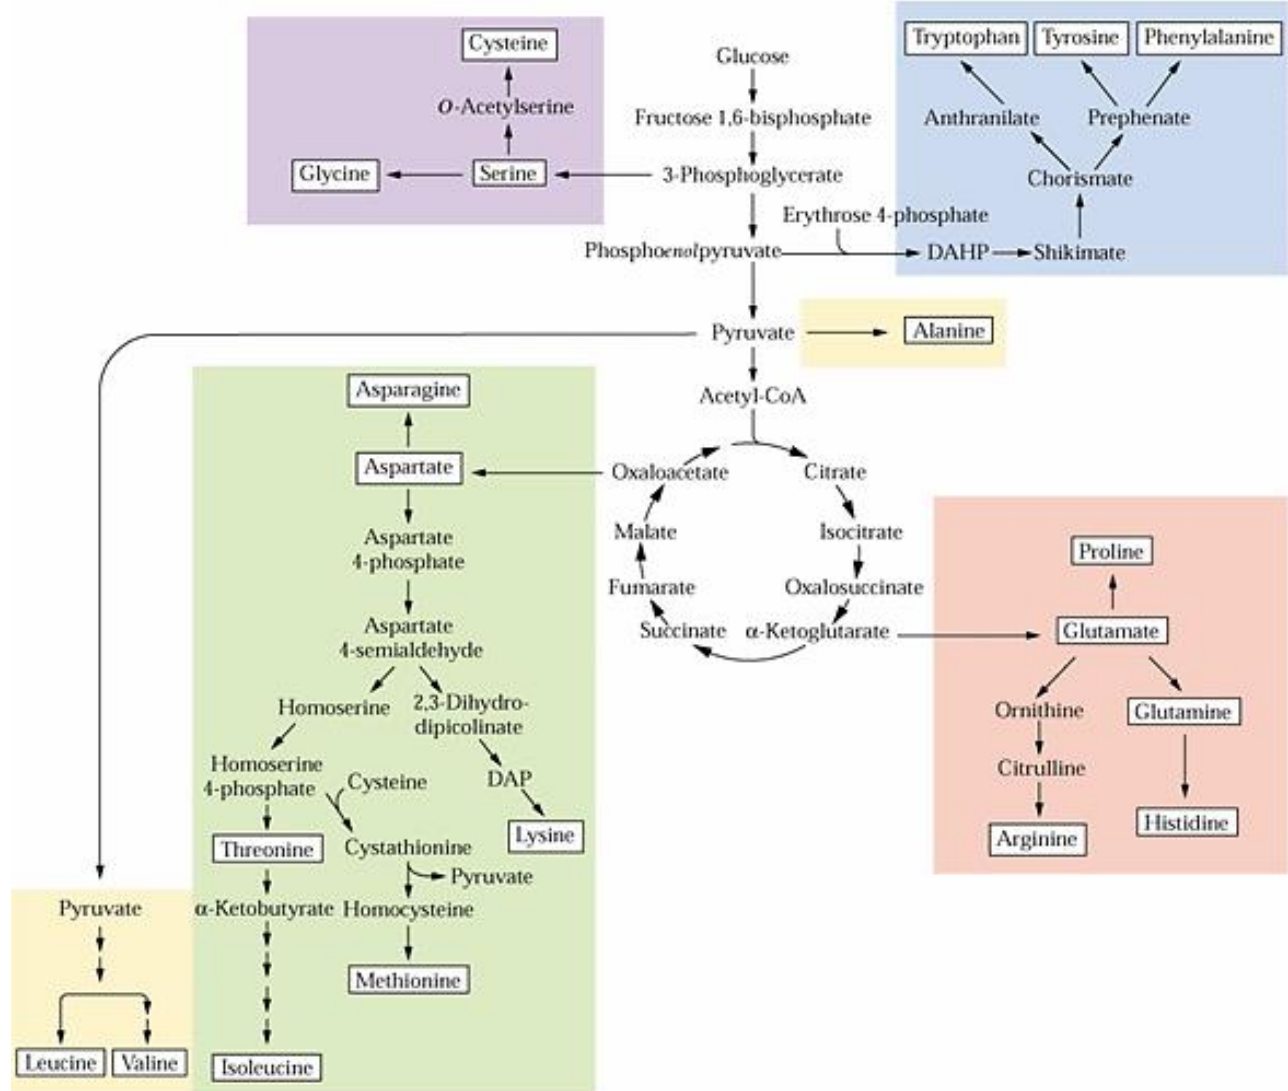 Cysteine
O-Acetylserine
Glycine
Serine
Glucose
Fructose 1,6-bisphosphate
3-Phosphoglycerate
Erythrose 4-phosphate
Phosphoenolpyruvate
Tryptophan
Tyrosine
Phenylalanine
Anthranilate
Prephenate
Chorismate
DAHP
Shikimate
Pyruvate
Alanine
Acetyl-CoA
Oxaloacetate
Citrate
Malate
Isocitrate
Fumarate
Oxalosuccinate
Succinate
α-Ketoglutarate
Asparagine
Aspartate
Aspartate
4-phosphate
Aspartate
4-semialdehyde
Homoserine
2,3-Dihydro-
dipicolinate
Homoserine
4-phosphate
Cysteine
DAP
Threonine
Cystathionine
Lysine
Pyruvate
α-Ketobutyrate
Homocysteine
Methionine
Isoleucine
Pyruvate
Leucine
Valine
Proline
Glutamate
Ornithine
Glutamine
Citrulline
Arginine
Histidine